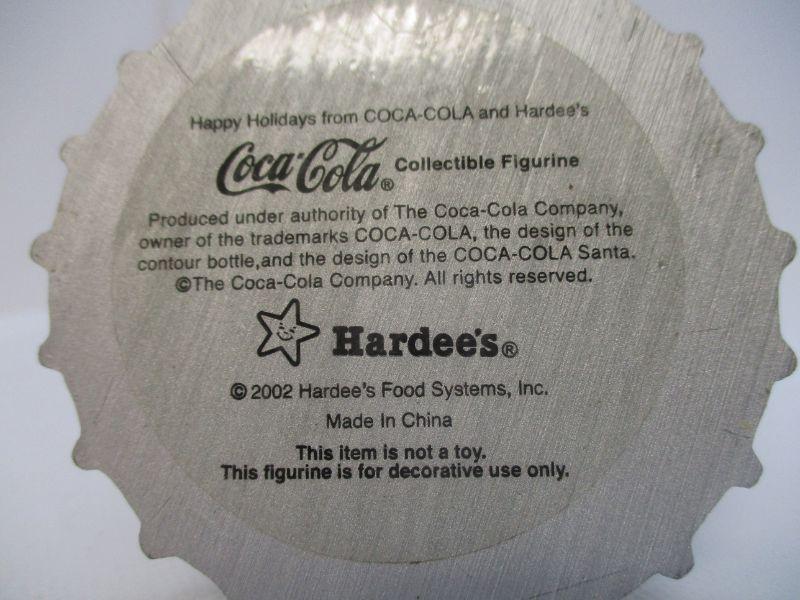 Happy Holidays from COCA-COLA and Hardee's
Coca-Cola® Collectible Figurine
Produced under authority of The Coca-Cola Company,
owner of the trademarks COCA-COLA, the design of the
contour bottle,and the design of the COCA-COLA Santa.
©The Coca-Cola Company. All rights reserved.
Hardee's®
© 2002 Hardee's Food Systems, Inc.
Made In China
This item is not a toy.
This figurine is for decorative use only.